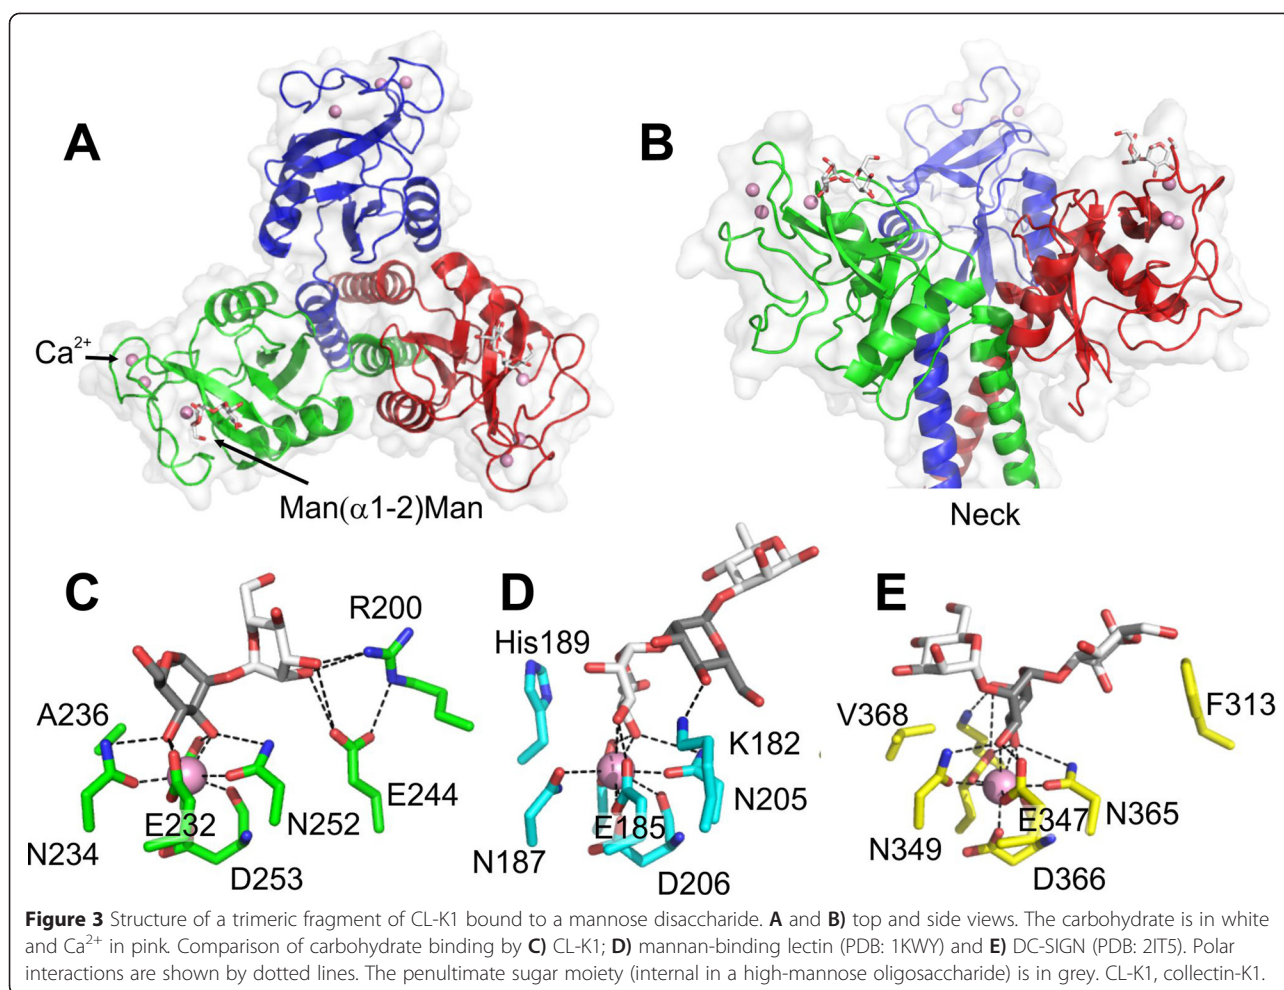 A
B
Ca²⁺
Man(α1-2)Man
Neck
C
R200
A236
E244
E232
N252
N234
D253
D
His189
K182
N205
E185
N187
D206
E
F313
V368
N365
E347
N349
D366
Figure 3 Structure of a trimeric fragment of CL-K1 bound to a mannose disaccharide. A and B) top and side views. The carbohydrate is in white
and Ca²⁺ in pink. Comparison of carbohydrate binding by C) CL-K1; D) mannan-binding lectin (PDB: 1KWY) and E) DC-SIGN (PDB: 2IT5). Polar
interactions are shown by dotted lines. The penultimate sugar moiety (internal in a high-mannose oligosaccharide) is in grey. CL-K1, collectin-K1.